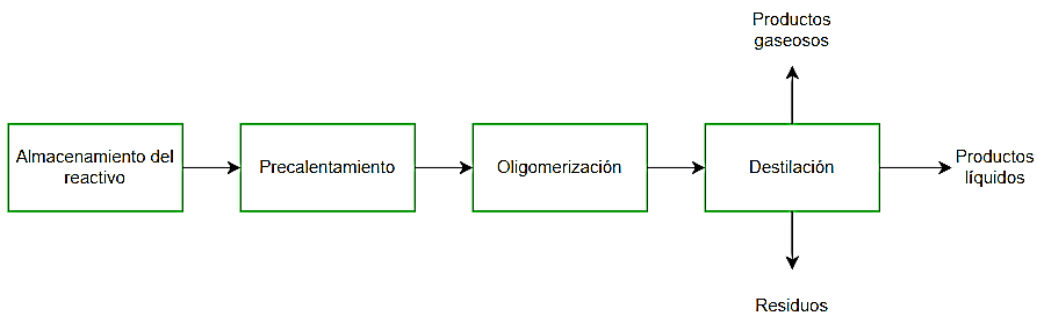 Productos
gaseosos
Almacenamiento del
reactivo
Precalentamiento
Oligomerización
Destilación
Productos
líquidos
Residuos